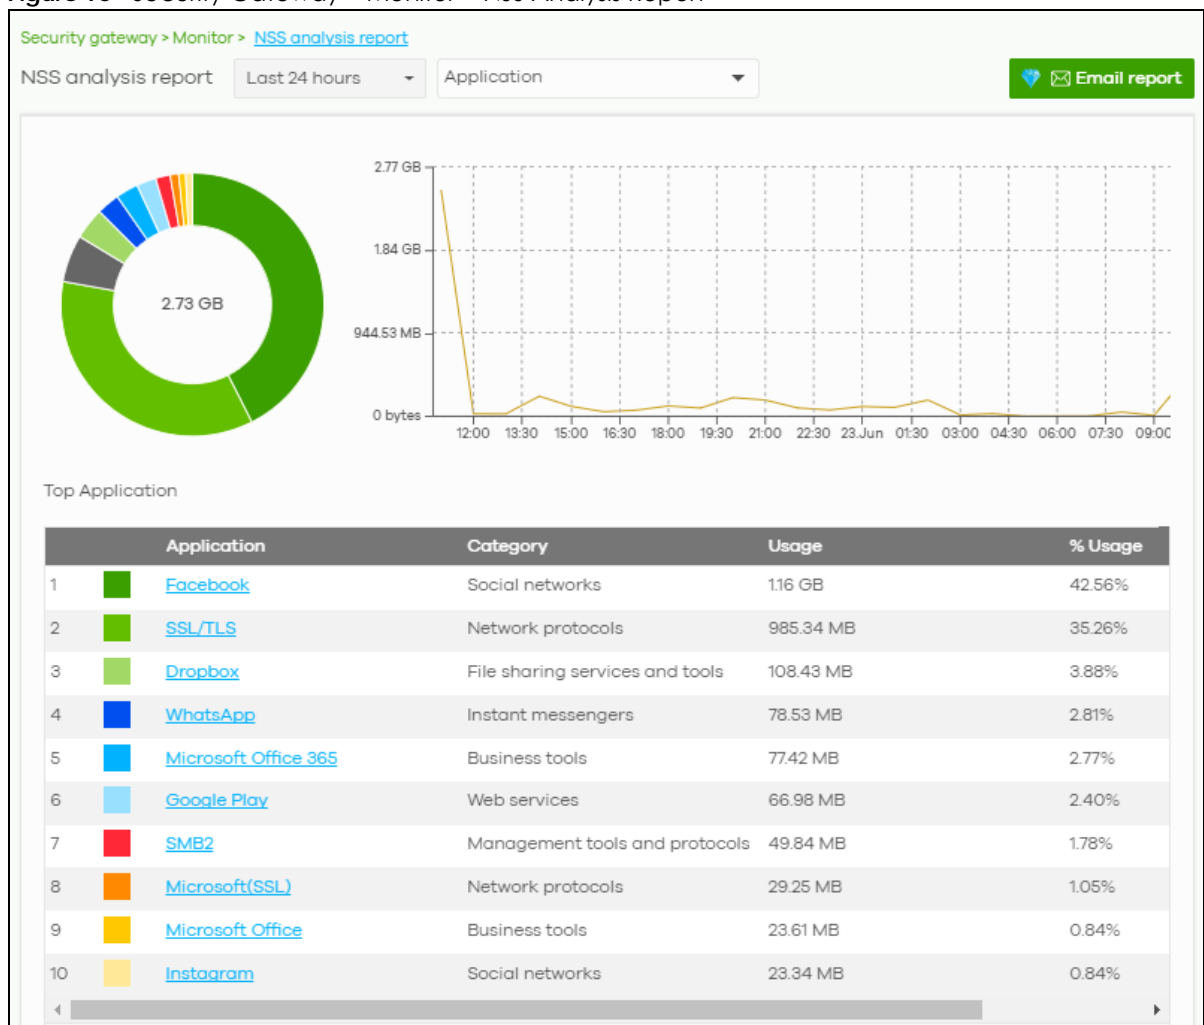 Security gateway > Monitor > NSS analysis report
NSS analysis report Last 24 hours Application Email report
2.77 GB
1.84 GB
944.53 MB
0 bytes
2.73 GB
12:00 13:30 15:00 16:30 18:00 19:30 21:00 22:30 23.Jun 01:30 03:00 04:30 06:00 07:30 09:00
Top Application
Application Category Usage % Usage
1 Facebook Social networks 1.16 GB 42.56%
2 SSL/TLS Network protocols 985.34 MB 35.26%
3 Dropbox File sharing services and tools 108.43 MB 3.88%
4 WhatsApp Instant messengers 78.53 MB 2.81%
5 Microsoft Office 365 Business tools 77.42 MB 2.77%
6 Google Play Web services 66.98 MB 2.40%
7 SMB2 Management tools and protocols 49.84 MB 1.78%
8 Microsoft(SSL) Network protocols 29.25 MB 1.05%
9 Microsoft Office Business tools 23.61 MB 0.84%
10 Instagram Social networks 23.34 MB 0.84%